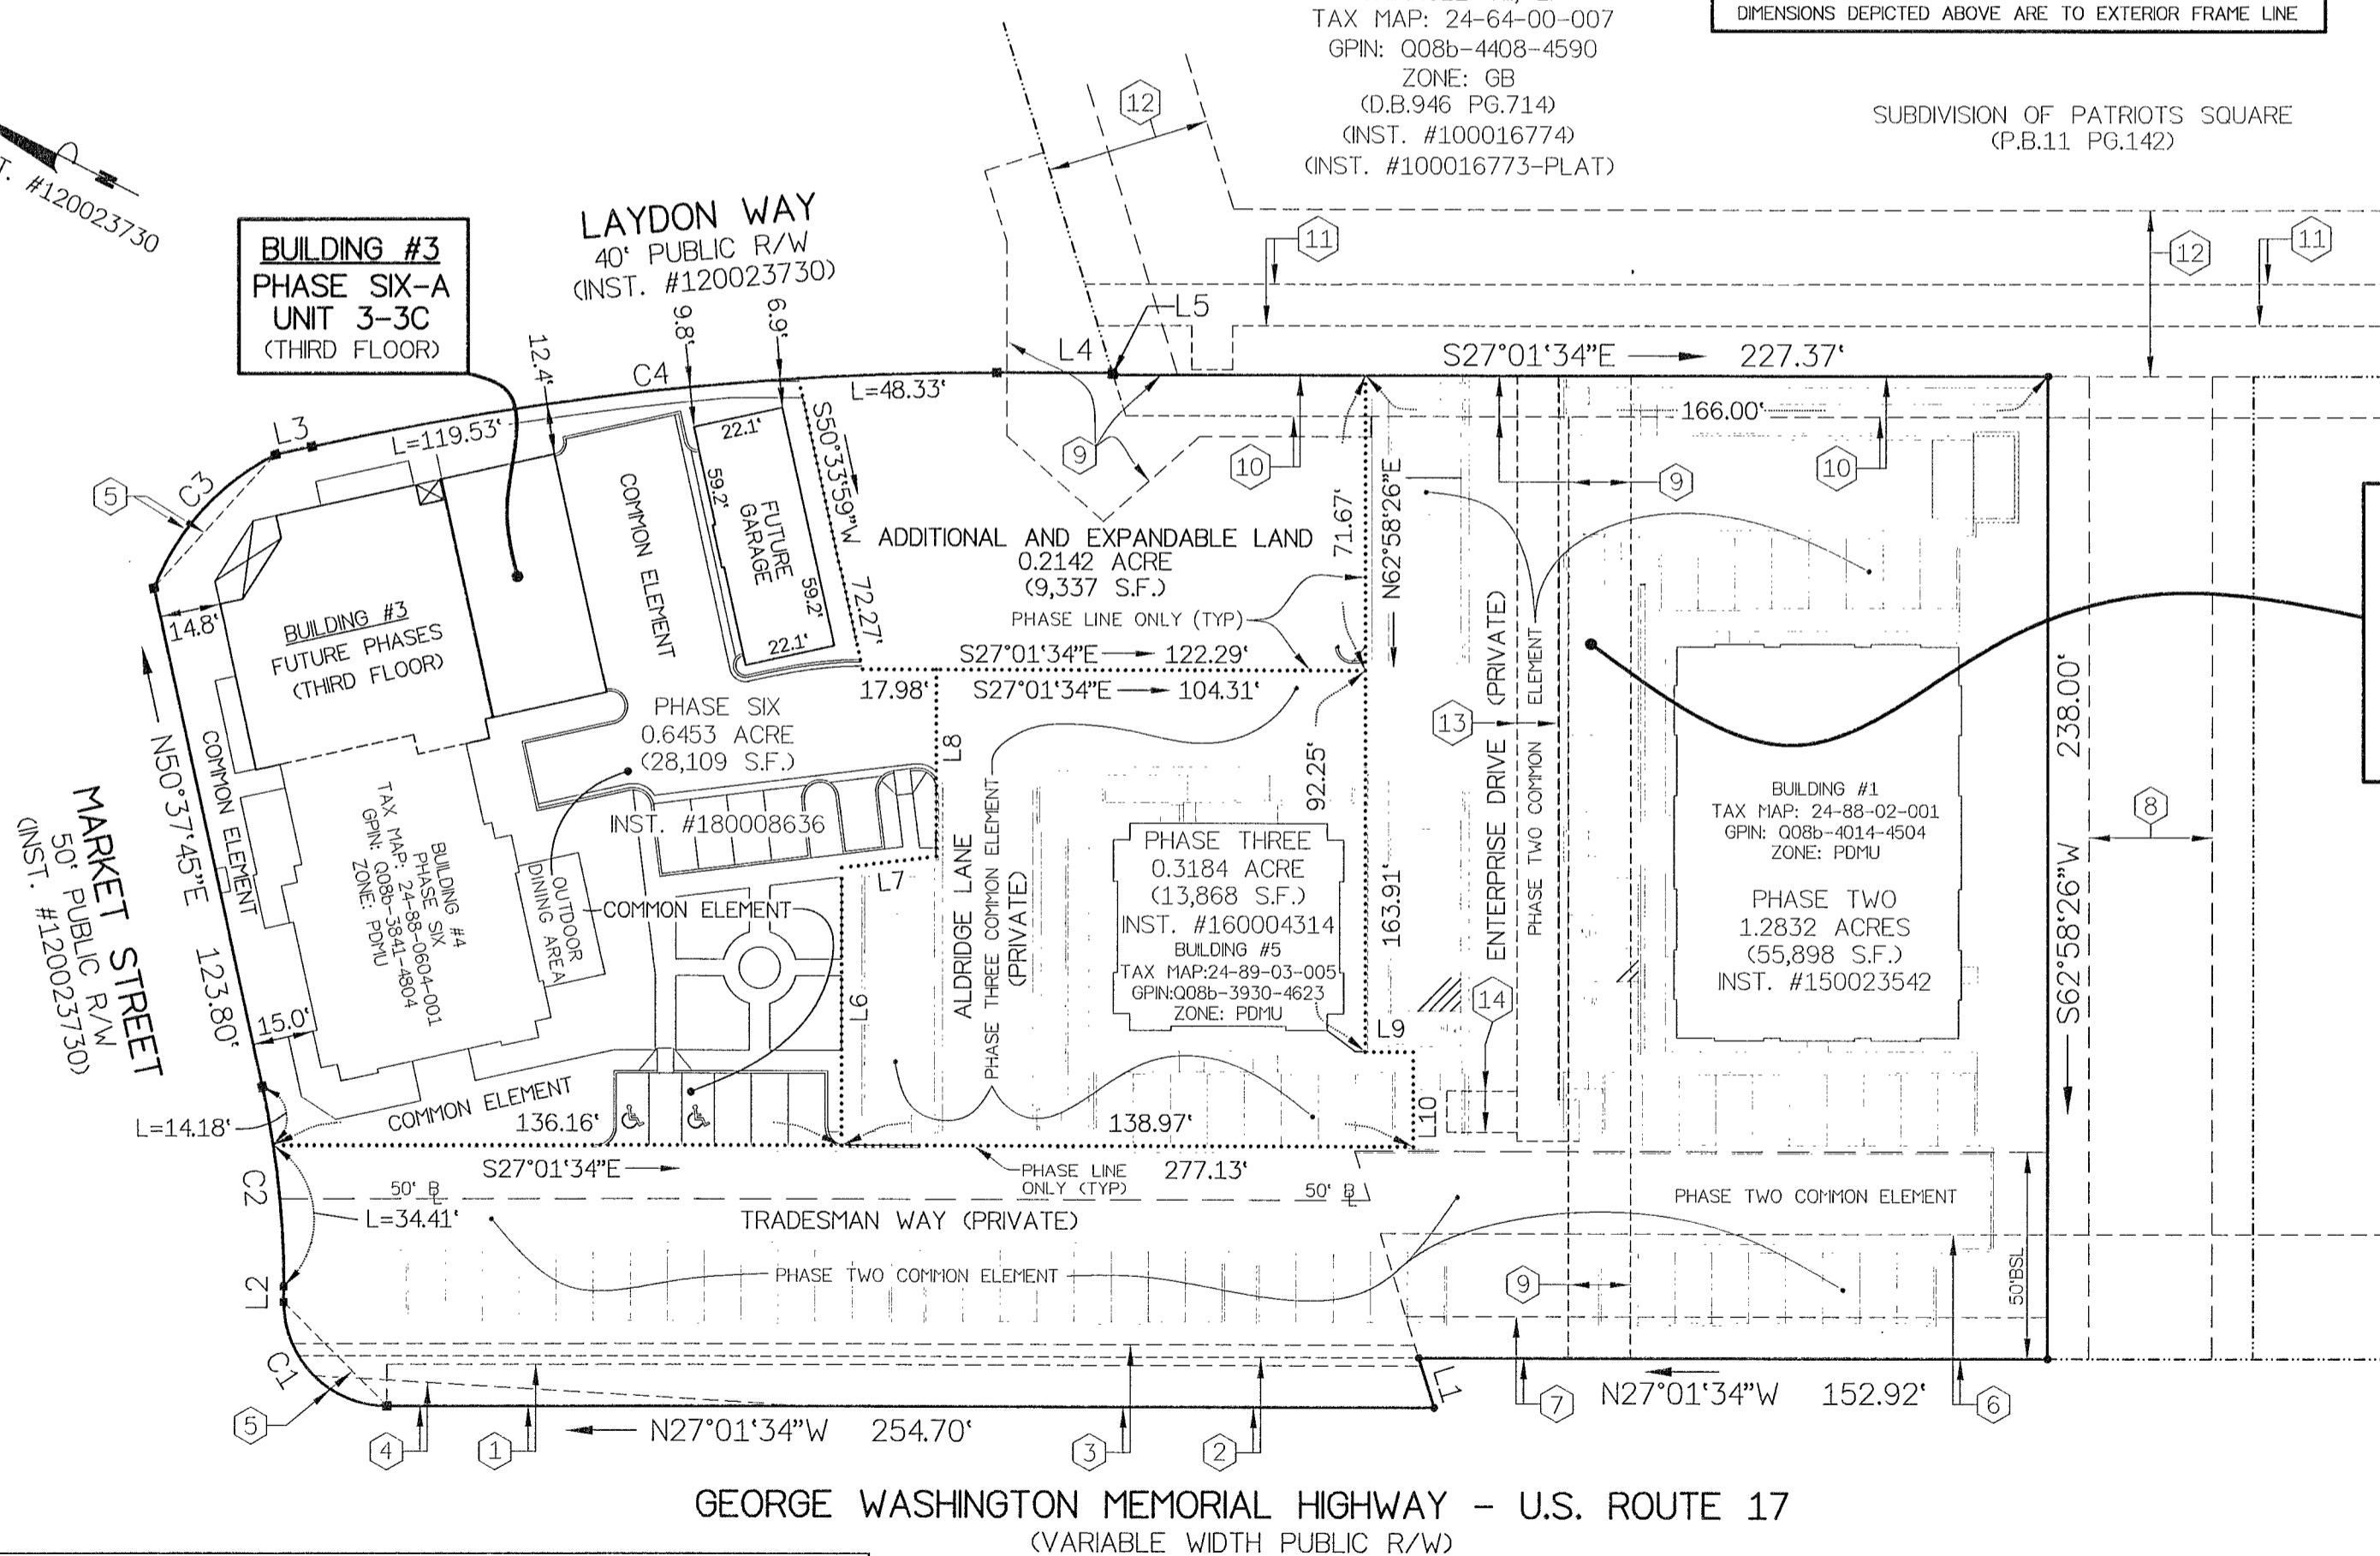 TAX MAP: 24-64-00-007
GPIN: Q08b-4408-4590
ZONE: GB
(D.B.946 PG.714)
(INST. #100016774)
(INST. #100016773-PLAT)
DIMENSIONS DEPICTED ABOVE ARE TO EXTERIOR FRAME LINE
SUBDIVISION OF PATRIOTS SQUARE
(P.B.11 PG.142)
N
T. #120023730
BUILDING #3
PHASE SIX-A
UNIT 3-3C
(THIRD FLOOR)
LAYDON WAY
40' PUBLIC R/W
(INST. #120023730)
12.4'
9.8'
6.9'
12
11
12
11
L5
L4
C4
L=48.33'
S27°01'34"E 227.37'
L3
L=119.53'
C3
5
22.1'
59.2'
FUTURE
GARAGE
59.2'
22.1'
S50°33'59"W 72.27'
COMMON ELEMENT
9
10
166.00'
9
10
71.67'
N62°58'26"E
ADDITIONAL AND EXPANDABLE LAND
0.2142 ACRE
(9,337 S.F.)
PHASE LINE ONLY (TYP)
S27°01'34"E 122.29'
17.98'
S27°01'34"E 104.31'
14.8'
BUILDING #3
FUTURE PHASES
(THIRD FLOOR)
PHASE SIX
0.6453 ACRE
(28,109 S.F.)
INST. #180008636
L8
L7
L6
ALDRIDGE LANE
PHASE THREE COMMON ELEMENT
(PRIVATE)
92.25'
163.91'
PHASE THREE
0.3184 ACRE
(13,868 S.F.)
INST. #160004314
BUILDING #5
TAX MAP:24-89-03-005
GPIN:Q08b-3930-4623
ZONE: PDMU
13
ENTERPRISE DRIVE (PRIVATE)
PHASE TWO COMMON ELEMENT
14
BUILDING #1
TAX MAP: 24-88-02-001
GPIN: Q08b-4014-4504
ZONE: PDMU
PHASE TWO
1.2832 ACRES
(55,898 S.F.)
INST. #150023542
238.00'
S62°58'26"W
8
N50°37'45"E 123.80'
COMMON ELEMENT
MARKET STREET
50' PUBLIC R/W
(INST. #120023730)
BUILDING #4
PHASE SIX
TAX MAP: 24-88-0604-001
GPIN: Q08b-3841-4804
ZONE: PDMU
OUTDOOR
DINING AREA
COMMON ELEMENT
15.0'
COMMON ELEMENT
L=14.18'
136.16'
138.97'
L9
L10
S27°01'34"E
PHASE LINE
ONLY (TYP)
277.13'
C2
50' BL
50' BL
L=34.41'
TRADESMAN WAY (PRIVATE)
PHASE TWO COMMON ELEMENT
PHASE TWO COMMON ELEMENT
50'BSL
L2
C1
9
L1
5
4
1
N27°01'34"W 254.70'
3
2
7
N27°01'34"W 152.92'
6
GEORGE WASHINGTON MEMORIAL HIGHWAY - U.S. ROUTE 17
(VARIABLE WIDTH PUBLIC R/W)